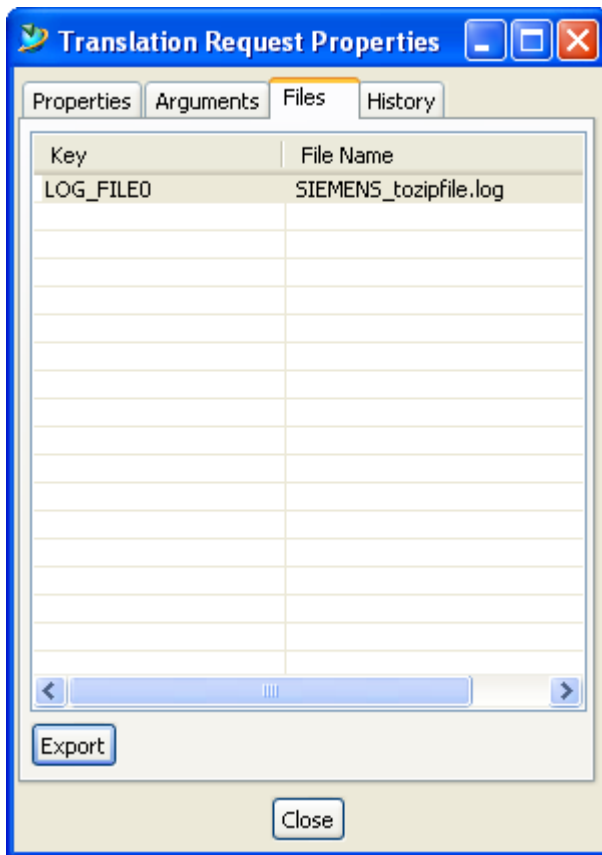 Translation Request Properties
Properties Arguments Files History
Key File Name
LOG_FILE0 SIEMENS_tozipfile.log
Export
Close